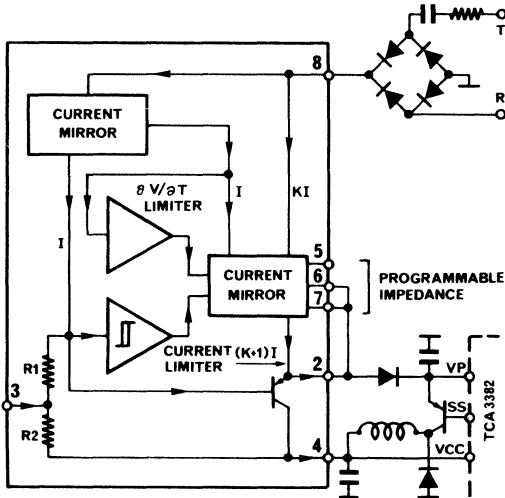 T
8
CURRENT
MIRROR
R
∂ V/∂T
LIMITER
I
KI
I
5
CURRENT
MIRROR
6
7
PROGRAMMABLE
IMPEDANCE
CURRENT (K+1) I
LIMITER
2
VP
R1
3
R2
SS
TCA 3382
4
VCC